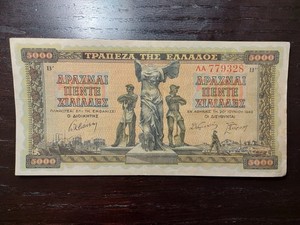 5000 ΤΡΑΠΕΖΑ ΤΗΣ ΕΛΛΑΔΟΣ 5000
ΛΑ 779328
ΔΡΑΧΜΑΙ ΔΡΑΧΜΑΙ
ΠΕΝΤΕ ΠΕΝΤΕ
ΧΙΛΙΑΔΕΣ ΧΙΛΙΑΔΕΣ
Ο ΔΙΟΙΚΗΤΗΣ
5000 5000